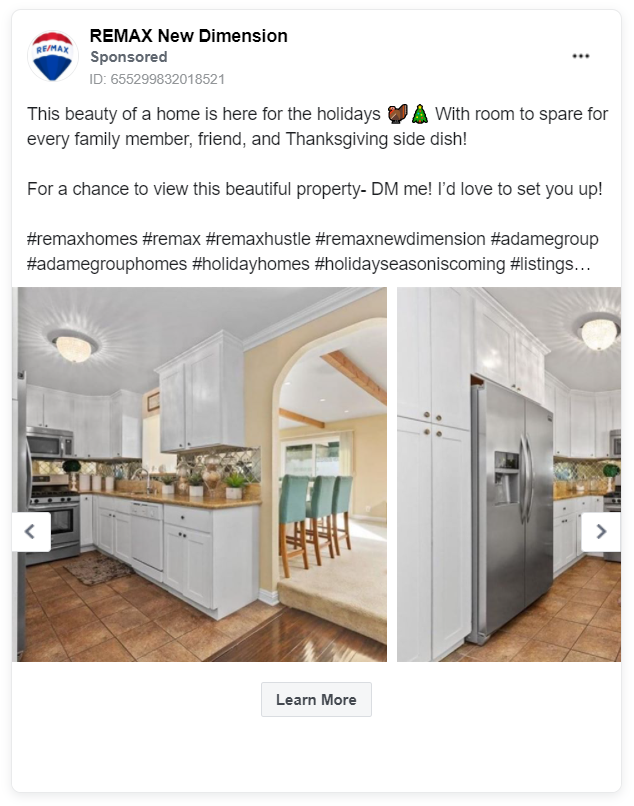 REMAX New Dimension
Sponsored
ID: 655299832018521
This beauty of a home is here for the holidays 🦃🎄 With room to spare for
every family member, friend, and Thanksgiving side dish!
For a chance to view this beautiful property- DM me! I’d love to set you up!
#remaxhomes #remax #remaxhustle #remaxnewdimension #adamegroup
#adamegrouphomes #holidayhomes #holidayseasoniscoming #listings…
RE/MAX
Learn More